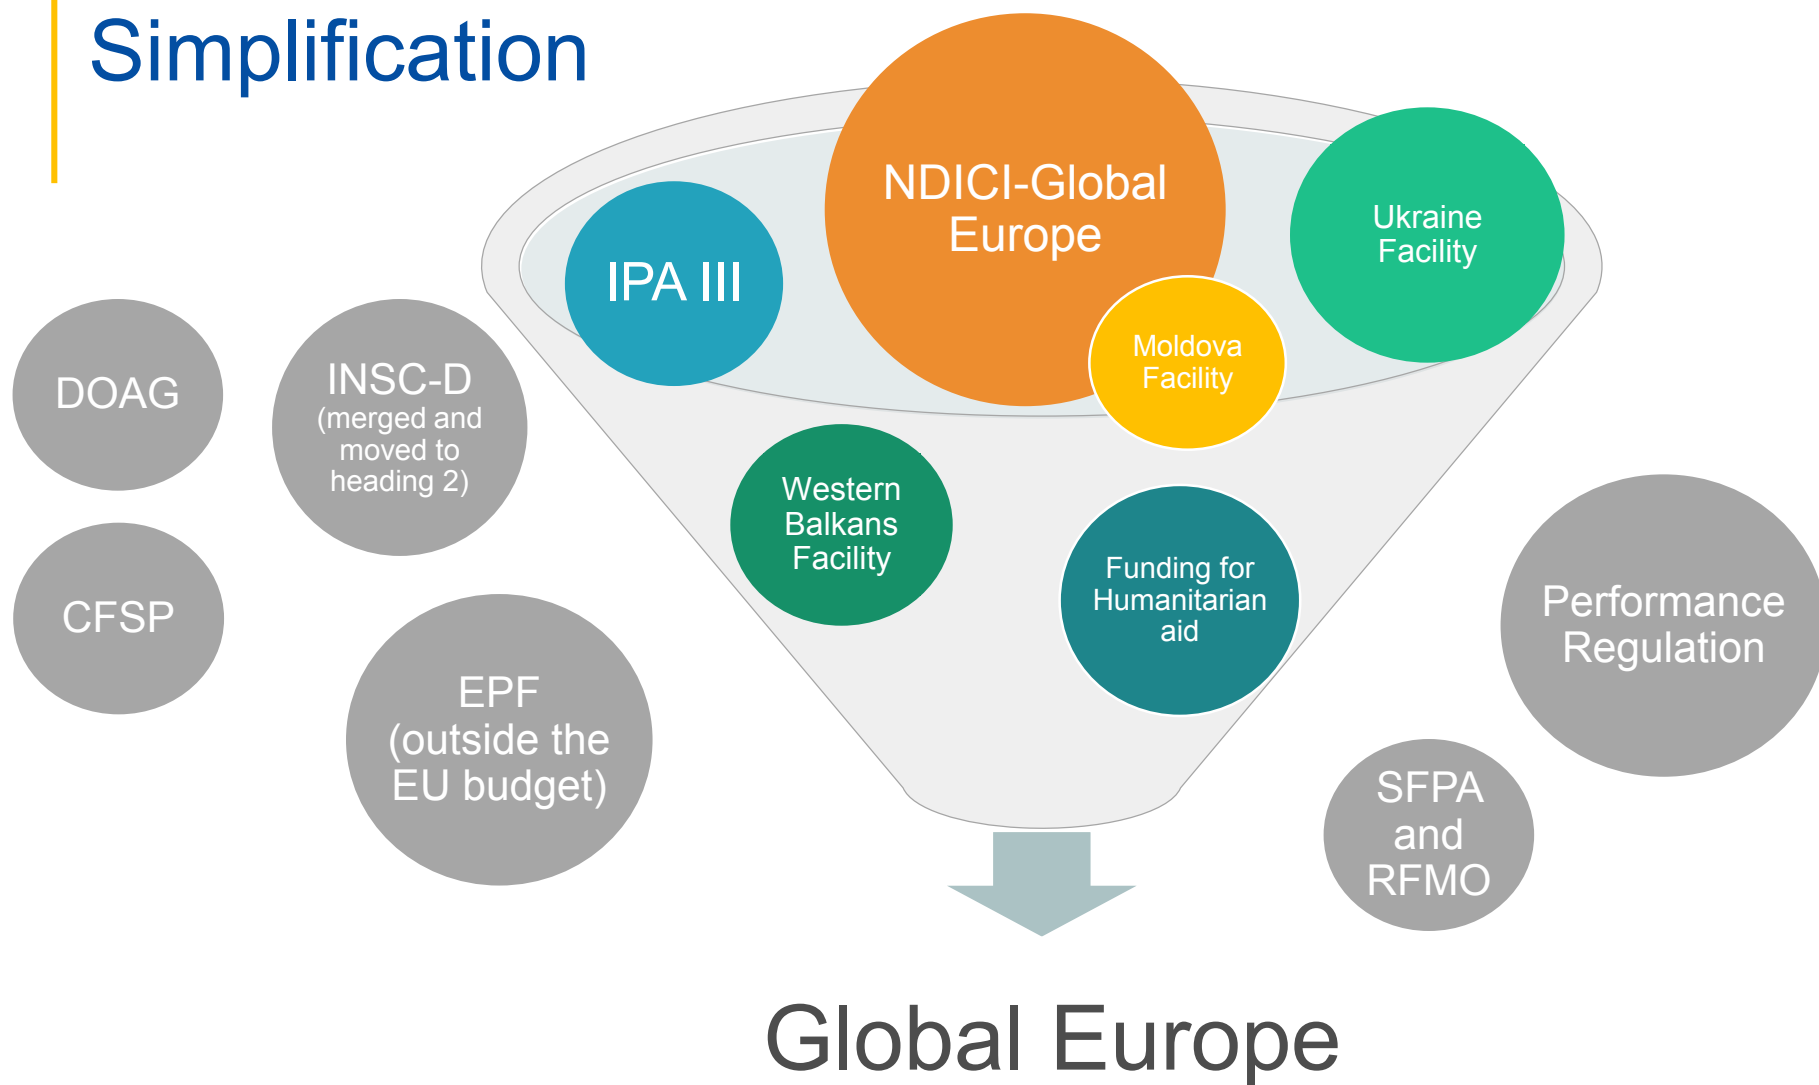 Simplification
NDICI-Global
Europe
Ukraine
Facility
IPA III
Moldova
Facility
DOAG
INSC-D
(merged and
moved to
heading 2)
Western
Balkans
Facility
Funding for
Humanitarian
aid
CFSP
Performance
Regulation
EPF
(outside the
EU budget)
SFPA
and
RFMO
Global Europe